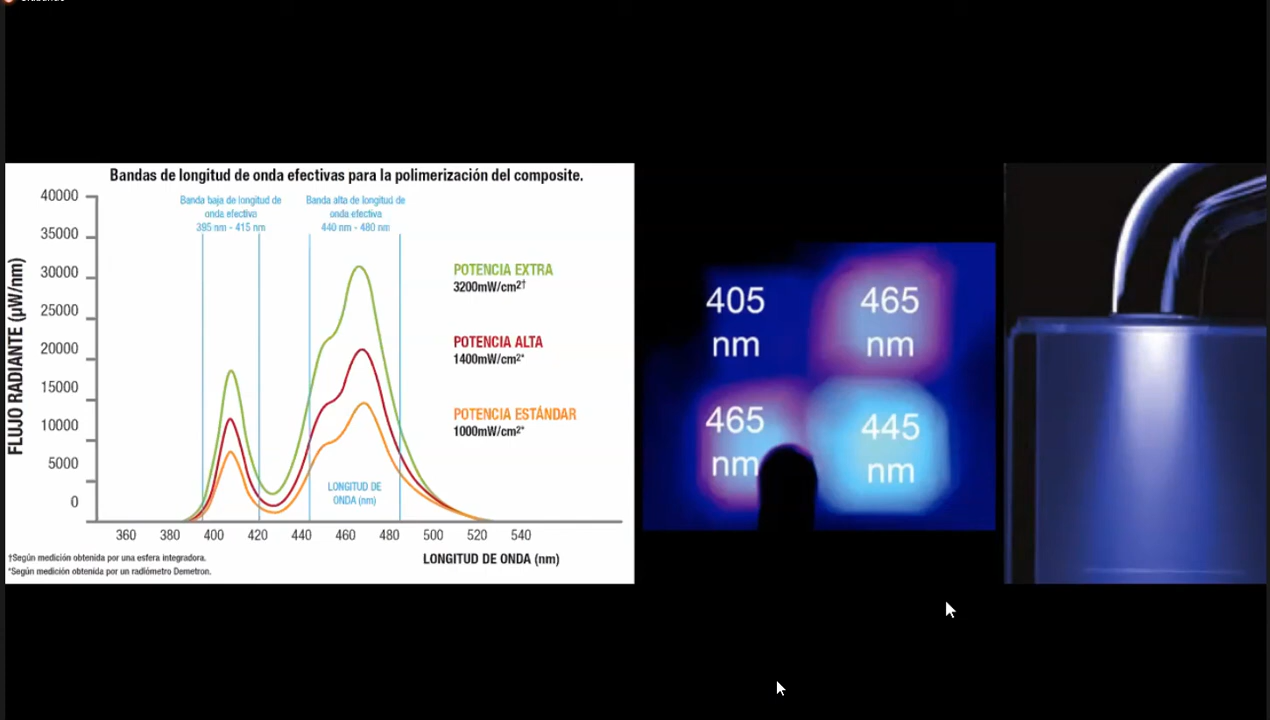 Bandas de longitud de onda efectivas para la polimerización del composite.
Banda baja de longitud de
onda efectiva
395 nm - 415 nm
Banda alta de longitud de
onda efectiva
440 nm - 480 nm
FLUJO RADIANTE (µW/nm)
40000
35000
30000
25000
20000
15000
10000
5000
0
POTENCIA EXTRA
3200mW/cm2†
POTENCIA ALTA
1400mW/cm2*
POTENCIA ESTÁNDAR
1000mW/cm2*
LONGITUD DE
ONDA (nm)
360 380 400 420 440 460 480 500 520 540
LONGITUD DE ONDA (nm)
†Según medición obtenida por una esfera integradora.
*Según medición obtenida por un radiómetro Demetron.
405
nm
465
nm
465
nm
445
nm